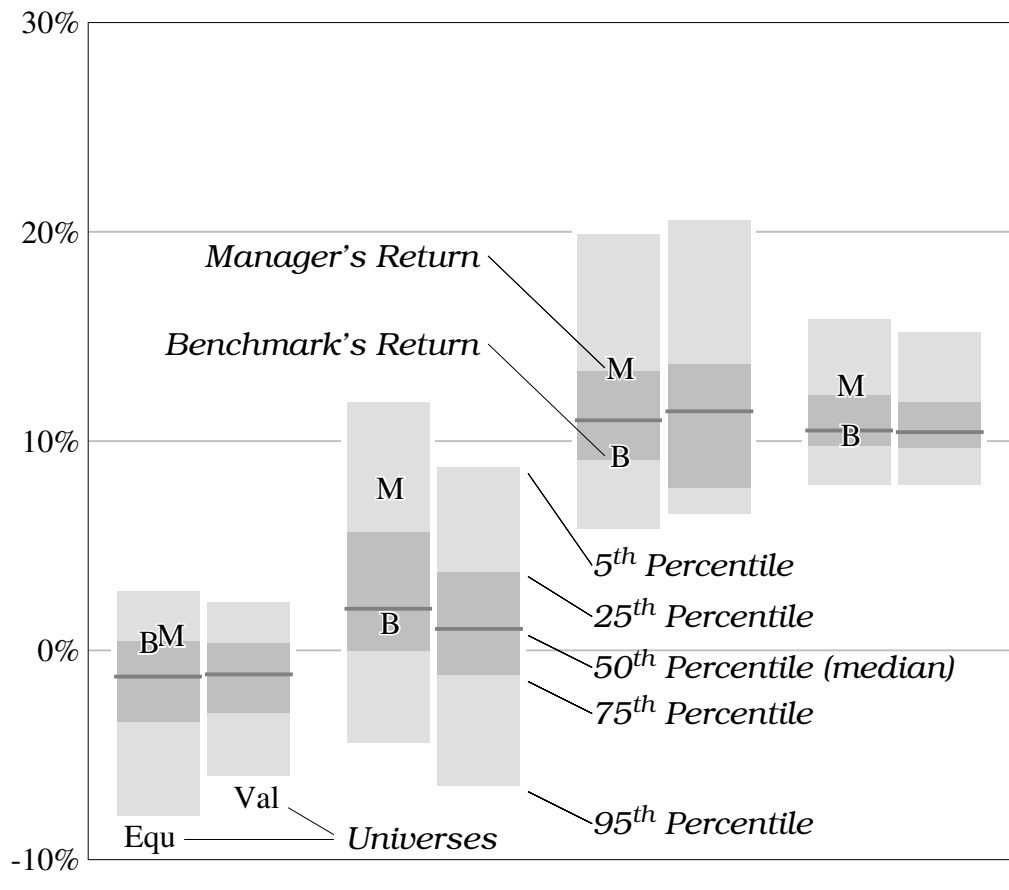 30%
20%
Manager's Return
Benchmark's Return
M
M
B
B
10%
M
5th Percentile
25th Percentile
B
B
M
0%
50th Percentile (median)
75th Percentile
Val
95th Percentile
Equ
Universes
-10%